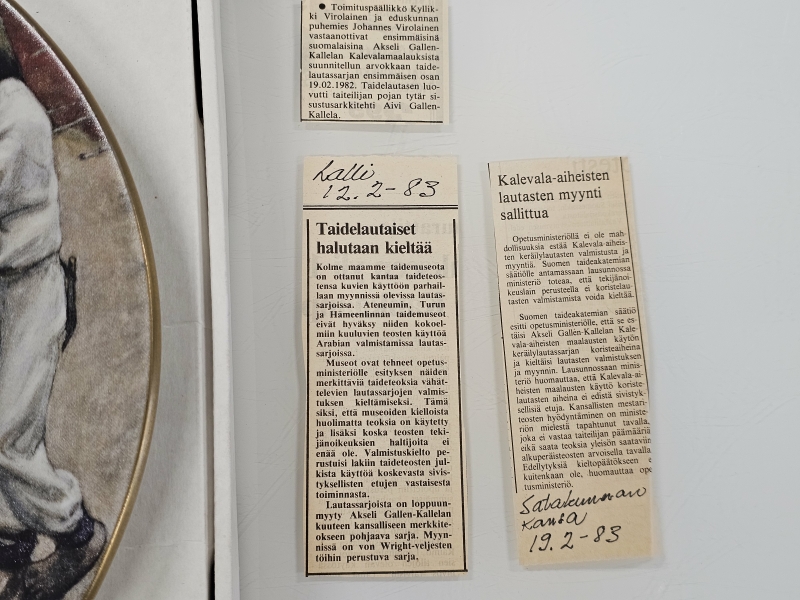 ● Toimituspäällikkö Kyllik-
ki Virolainen ja eduskunnan
puhemies Johannes Virolainen
vastaanottivat ensimmäisinä
suomalaisina Akseli Gallen-
Kallelan Kalevalamaalauksista
suunnitellun arvokkaan taide-
lautassarjan ensimmäisen osan
19.02.1982. Taidelautasen luo-
vutti taiteilijan pojan tytär si-
sustusarkkitehti Aivi Gallen-
Kallela.
Lalli
12.2-83
Taidelautaiset
halutaan kieltää
Kolme maamme taidemuseota
on ottanut kantaa taideteos-
tensa kuvien käyttöön parhail-
laan myynnissä olevissa lautas-
sarjoissa. Ateneumin, Turun
ja Hämeenlinnan taidemuseot
eivät hyväksy niiden kokoel-
miin kuuluvien teosten käyttöä
Arabian valmistamissa lautas-
sarjoissa.
Museot ovat tehneet opetus-
ministeriölle esityksen näiden
merkittäviä taideteoksia vähät-
televien lautassarjojen valmis-
tuksen kieltämiseksi. Tämä
siksi, että museoiden kielloista
huolimatta teoksia on käytetty
ja lisäksi koska teosten teki-
jänoikeuksien haltijoita ei
enää ole. Valmistuskielto pe-
rustuisi lakiin taideteosten jul-
kista käyttöä koskevasta sivis-
tyksellisten etujen vastaisesta
toiminnasta.
Lautassarjoista on loppuun-
myyty Akseli Gallen-Kallelan
kuuteen kansalliseen merkkite-
okseen pohjaava sarja. Myyn-
nissä on von Wright-veljesten
töihin perustuva sarja.
Kalevala-aiheisten
lautasten myynti
sallittua
Opetusministeriöllä ei ole mah-
dollisuuksia estää Kalevala-aiheis-
ten keräilylautasten valmistusta ja
myyntiä. Suomen taideakatemian
säätiölle antamassaan lausunnossa
ministeriö toteaa, että tekijänoi-
keuslain perusteella ei koristelau-
tasten valmistamista voida kieltää.
Suomen taideakatemian säätiö
esitti opetusministeriölle, että se es-
täisi Akseli Gallen-Kallelan Kale-
vala-aiheisten maalausten käytön
keräilylautassarjan koristeaiheina
ja kieltäisi lautasten valmistuksen
ja myynnin. Lausunnossaan minis-
teriö huomauttaa, että Kalevala-ai-
heisten maalausten käyttö koriste-
lautasten aiheina ei edistä sivistyk-
sellisiä etuja. Kansallisten mestari-
teosten hyödyntäminen on ministe-
riön mielestä tapahtunut tavalla,
joka ei vastaa taiteilijan päämääriä
eikä saata teoksia yleisön saataviin
alkuperäisteosten arvoisella tavalla.
Edellytyksiä kieltopäätökseen e
kuitenkaan ole, huomauttaa ope
tusministeriö.
Satakunnan
Kansa
19.2-83